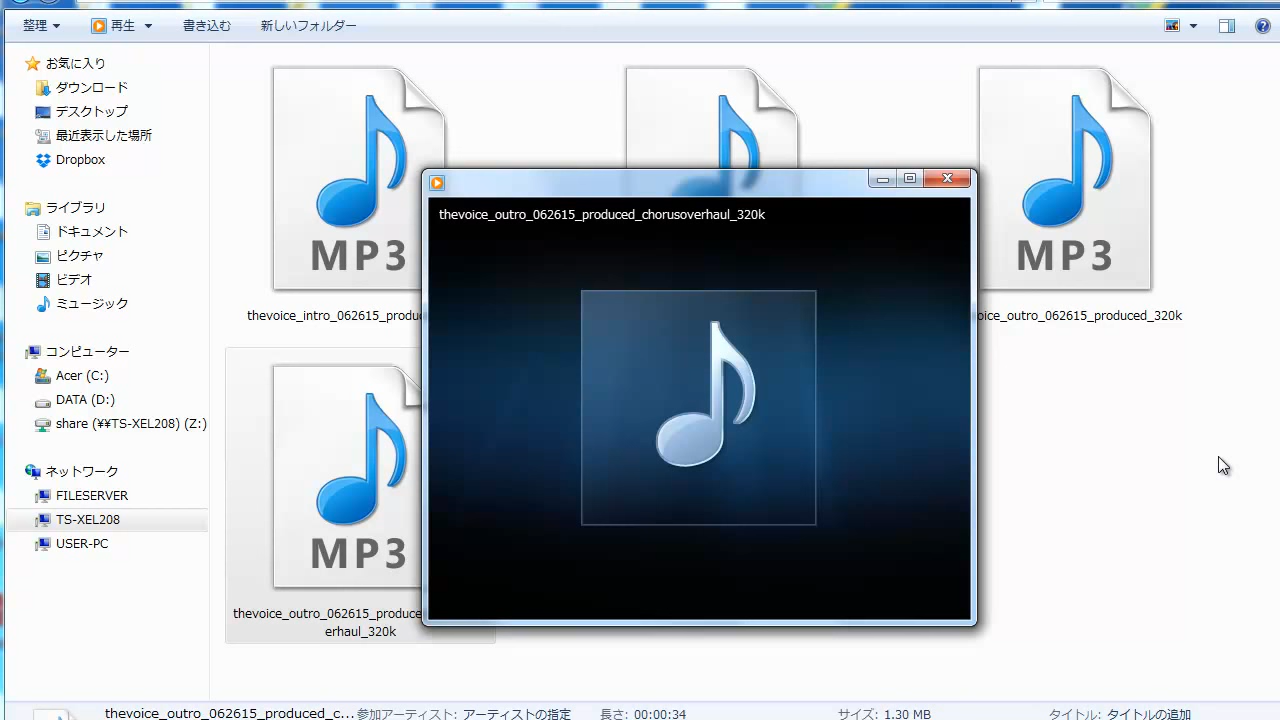 整理
再生
書き込む
新しいフォルダー
お気に入り
ダウンロード
デスクトップ
最近表示した場所
Dropbox
ライブラリ
ドキュメント
ピクチャ
ビデオ
ミュージック
コンピューター
Acer (C:)
DATA (D:)
share (¥¥TS-XEL208) (Z:)
ネットワーク
FILESERVER
TS-XEL208
USER-PC
MP3
thevoice_intro_062615_produ
MP3
oice_outro_062615_produced_320k
thevoice_outro_062615_produced_chorusoverhaul_320k
MP3
thevoice_outro_062615_produce
erhaul_320k
thevoice_outro_062615_produced_c... 参加アーティスト: アーティストの指定 長さ: 00:00:34 サイズ: 1.30 MB タイトル: タイトルの追加